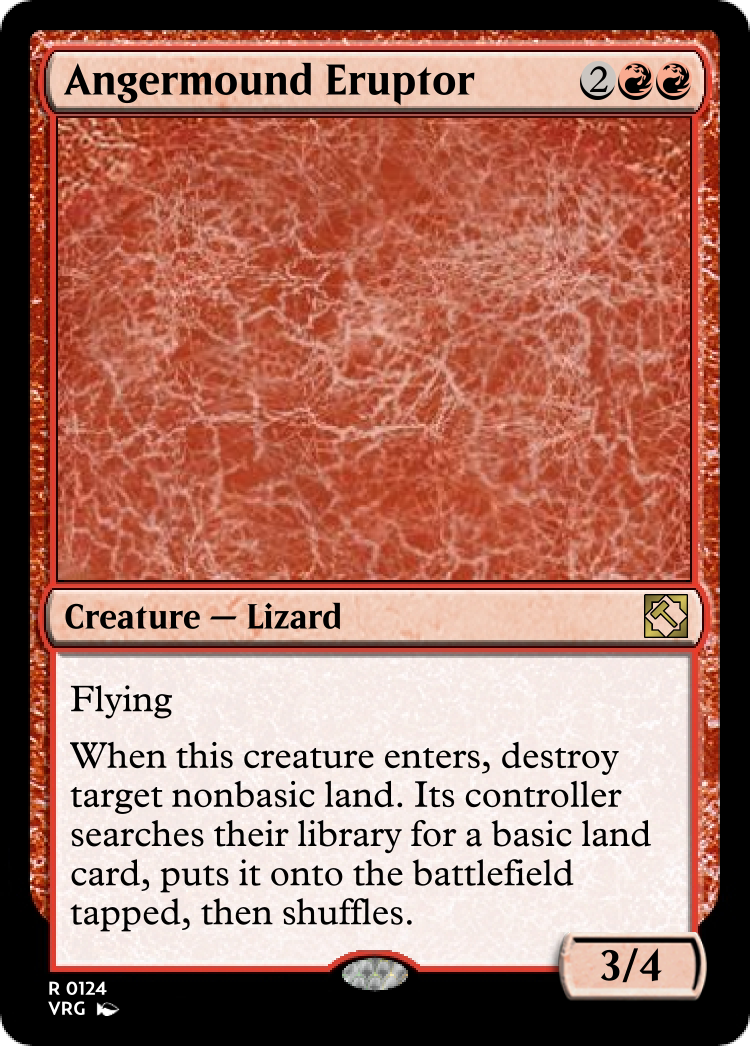 Angermound Eruptor 2
Creature — Lizard
Flying
When this creature enters, destroy
target nonbasic land. Its controller
searches their library for a basic land
card, puts it onto the battlefield
tapped, then shuffles.
3/4
R 0124
VRG